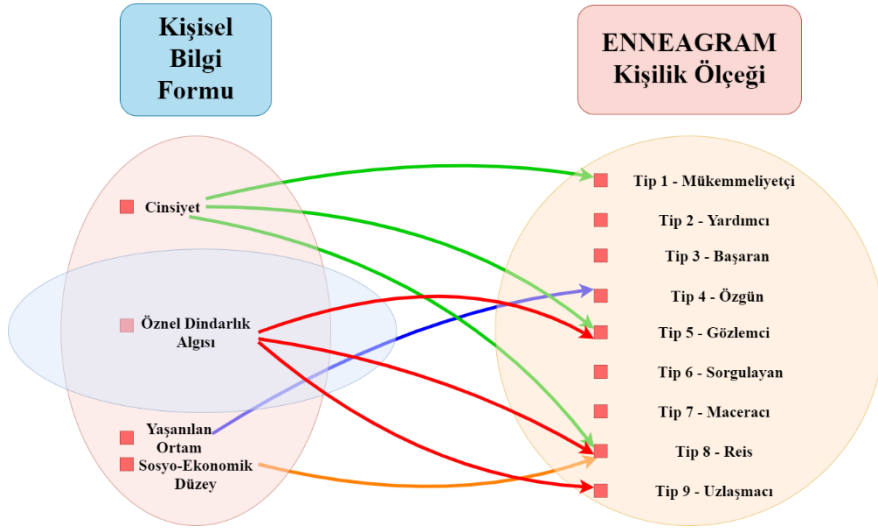 Kişisel
Bilgi
Formu
ENNEAGRAM
Kişilik Ölçeği
Cinsiyet
Öznel Dindarlık
Algısı
Yaşanılan
Ortam
Sosyo-Ekonomik
Düzey
Tip 1 - Mükemmeliyetçi
Tip 2 - Yardımcı
Tip 3 - Başaran
Tip 4 - Özgün
Tip 5 - Gözlemci
Tip 6 - Sorgulayan
Tip 7 - Maceracı
Tip 8 - Reis
Tip 9 - Uzlaşmacı